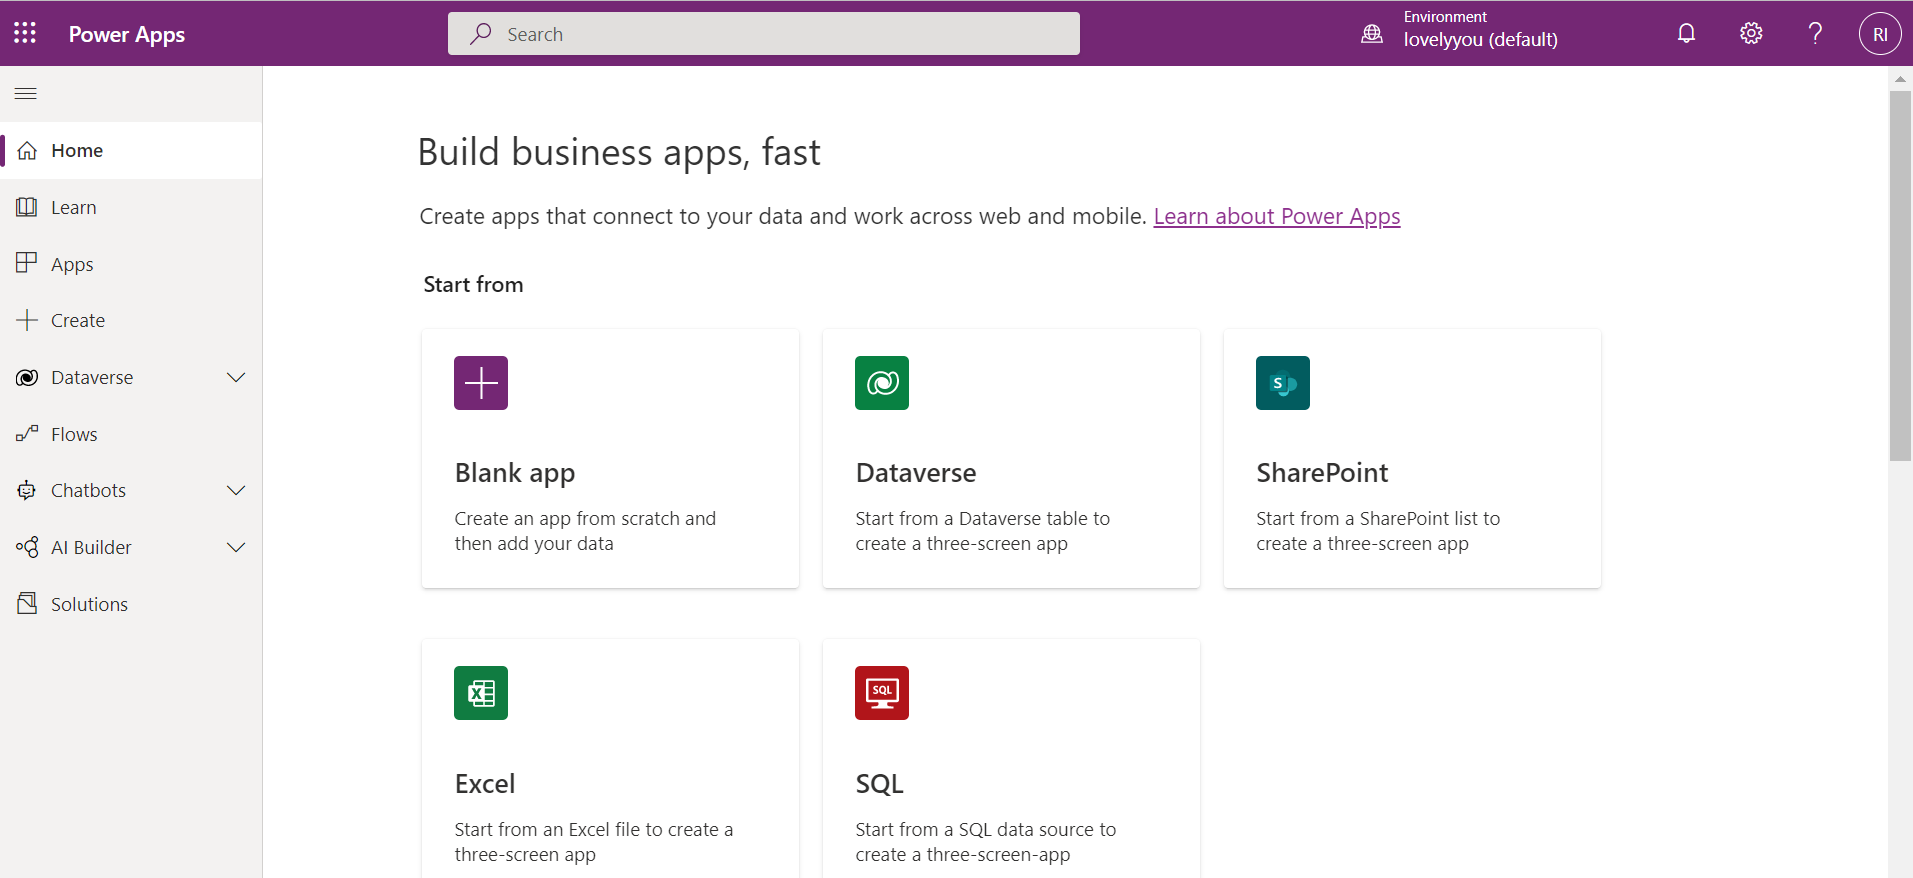 Power Apps
Search
Environment
lovelyyou (default)
RI
Home
Learn
Apps
Create
Dataverse
Flows
Chatbots
AI Builder
Solutions
Build business apps, fast
Create apps that connect to your data and work across web and mobile. Learn about Power Apps
Start from
Blank app
Create an app from scratch and
then add your data
Dataverse
Start from a Dataverse table to
create a three-screen app
S
SharePoint
Start from a SharePoint list to
create a three-screen app
X
Excel
Start from an Excel file to create a
three-screen app
SQL
SQL
Start from a SQL data source to
create a three-screen-app